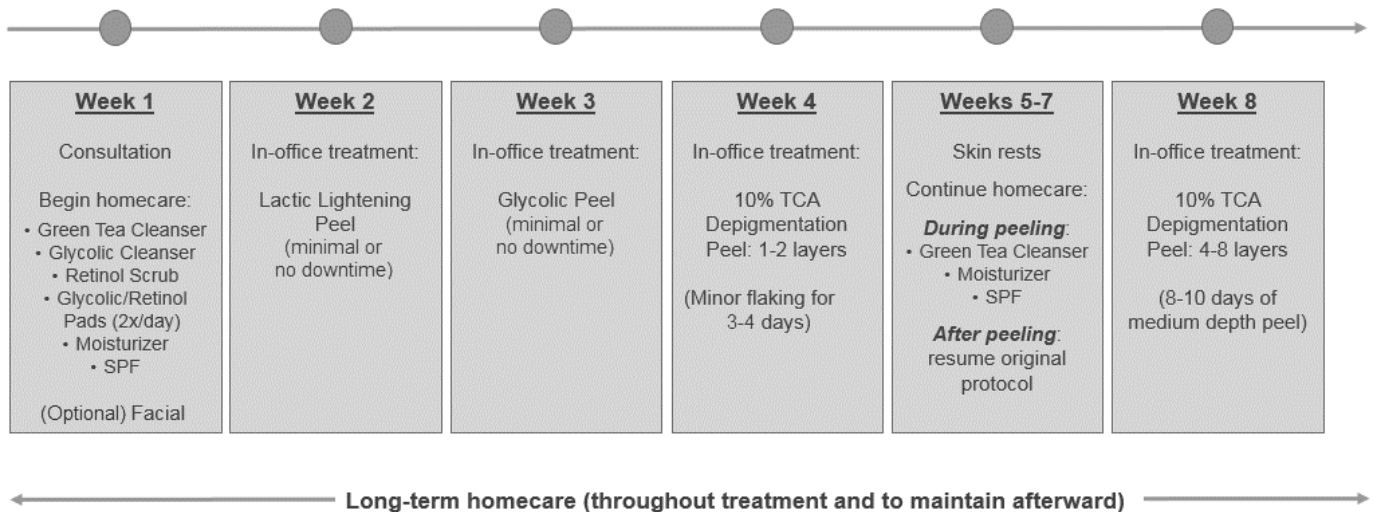 Week 1
Consultation
Begin homecare:
• Green Tea Cleanser
• Glycolic Cleanser
• Retinol Scrub
• Glycolic/Retinol
Pads (2x/day)
• Moisturizer
• SPF
(Optional) Facial
Week 2
In-office treatment:
Lactic Lightening
Peel
(minimal or
no downtime)
Week 3
In-office treatment:
Glycolic Peel
(minimal or
no downtime)
Week 4
In-office treatment:
10% TCA
Depigmentation
Peel: 1-2 layers
(Minor flaking for
3-4 days)
Weeks 5-7
Skin rests
Continue homecare:
During peeling:
• Green Tea Cleanser
• Moisturizer
• SPF
After peeling:
resume original
protocol
Week 8
In-office treatment:
10% TCA
Depigmentation
Peel: 4-8 layers
(8-10 days of
medium depth peel)
Long-term homecare (throughout treatment and to maintain afterward)